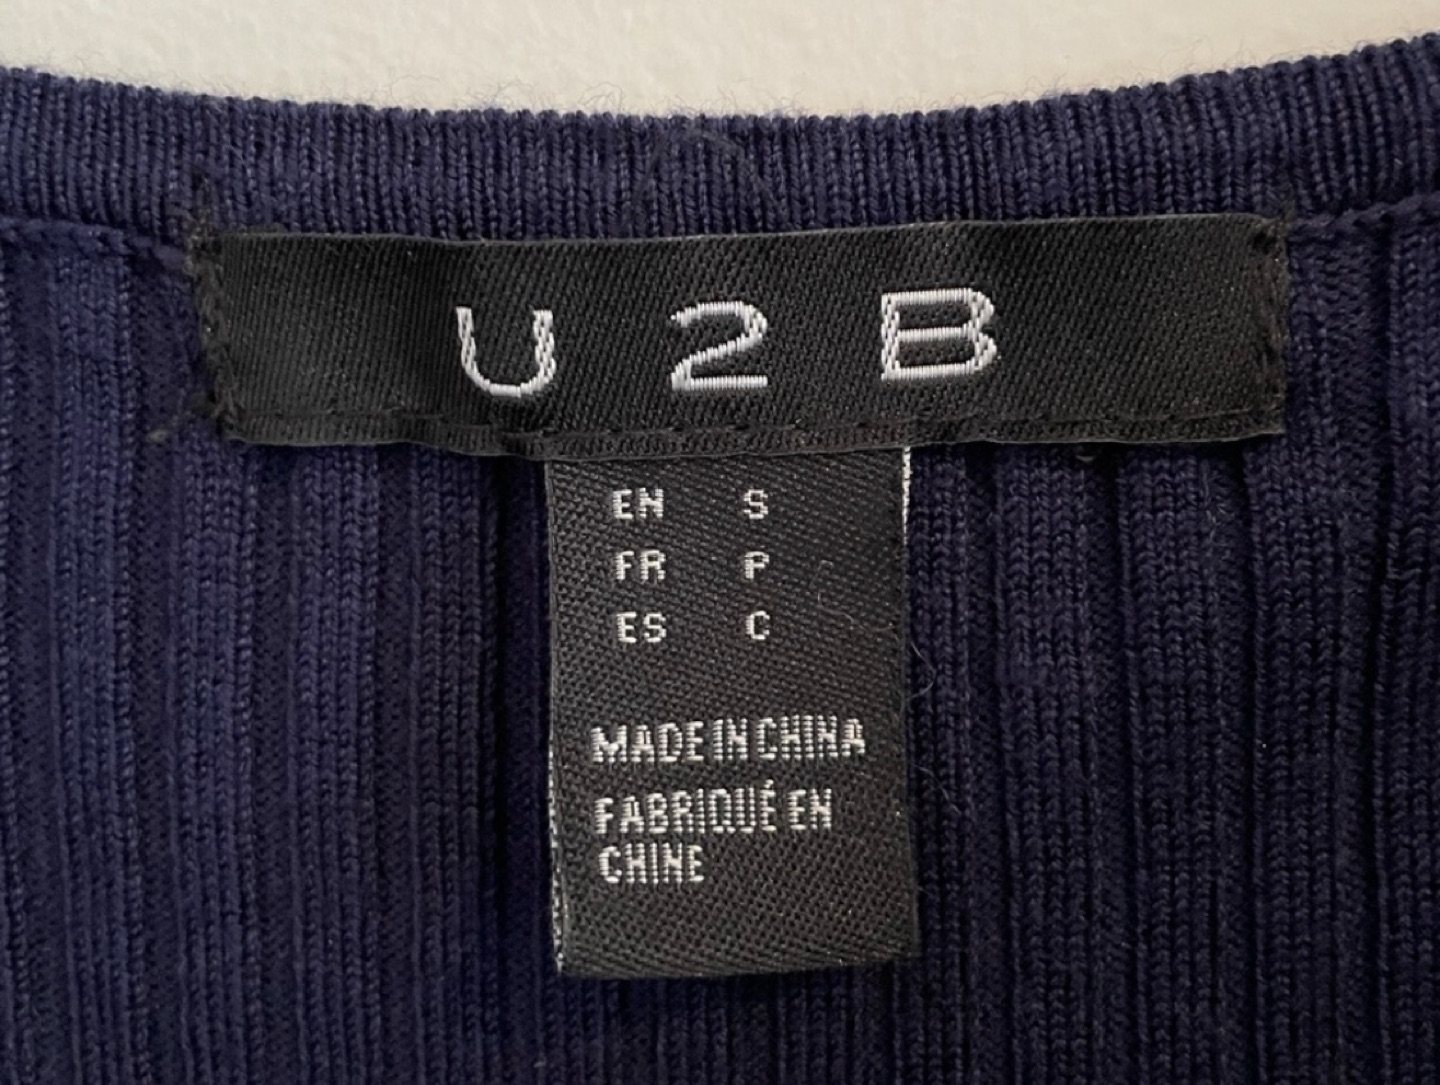 U2B
EN S
FR P
ES C
MADE IN CHINA
FABRIQUÉ EN
CHINE